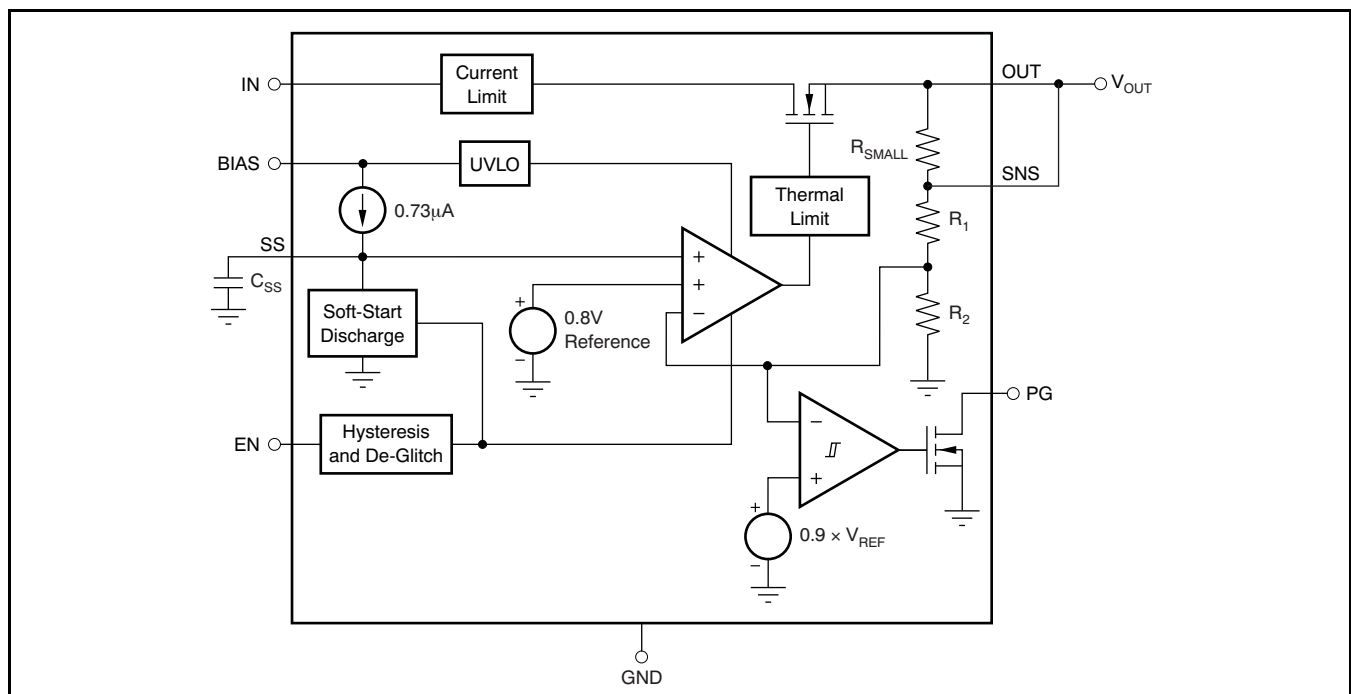 IN
Current
Limit
OUT
V_OUT
BIAS
UVLO
R_SMALL
SNS
0.73μA
Thermal
Limit
R_1
SS
+
C_SS
+
+
Soft-Start
Discharge
0.8V
Reference
−
−
R_2
PG
−
EN
Hysteresis
and De-Glitch
+
+
0.9 × V_REF
−
GND